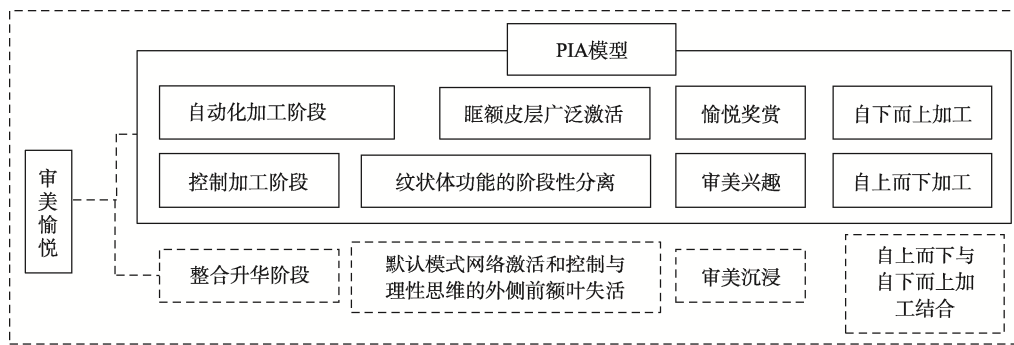 PIA模型
自动化加工阶段
眶额皮层广泛激活
愉悦奖赏
自下而上加工
审美愉悦
控制加工阶段
纹状体功能的阶段性分离
审美兴趣
自上而下加工
整合升华阶段
默认模式网络激活和控制与
理性思维的外侧前额叶失活
审美沉浸
自上而下与
自下而上加
工结合